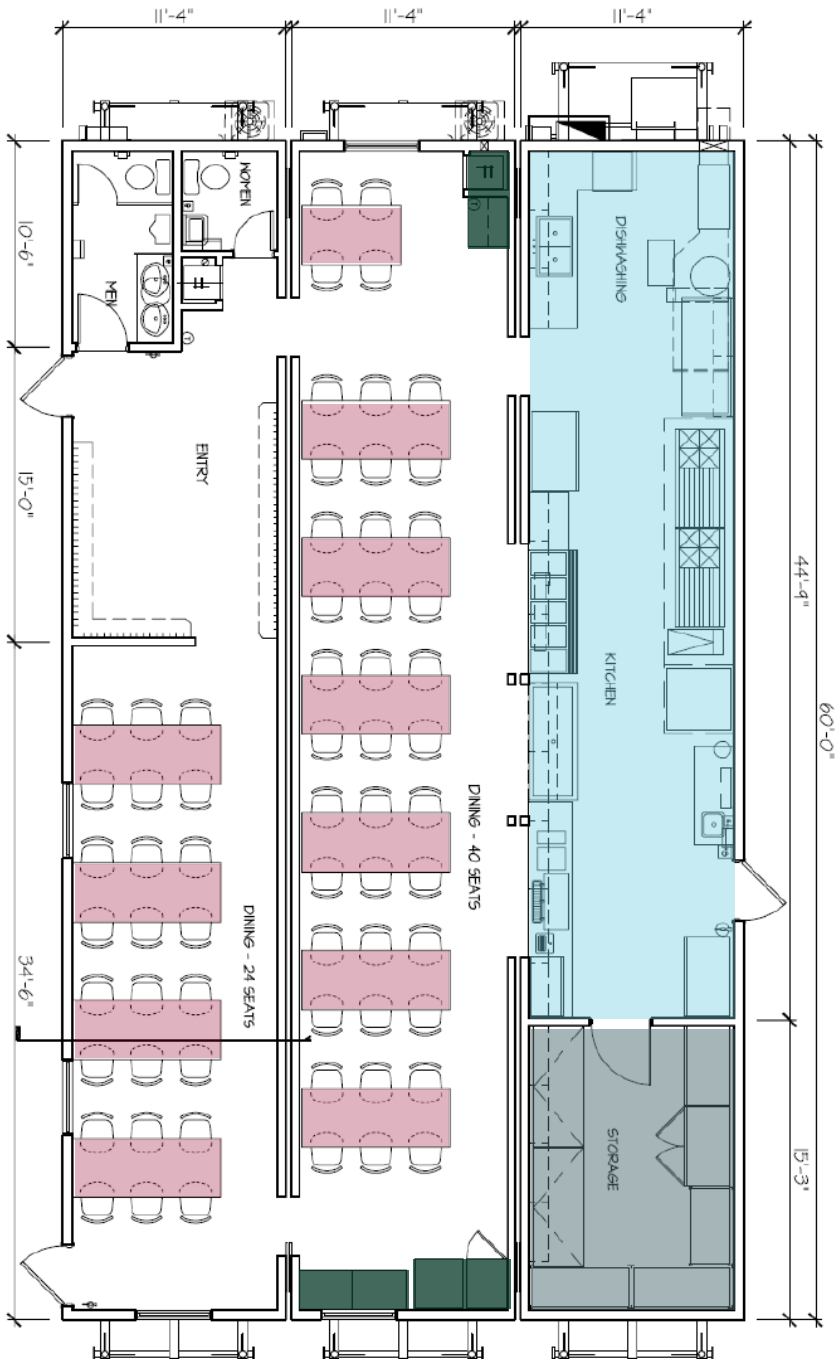 11'-4"
11'-4"
11'-4"
10'-6"
15'-0"
34'-6"
44'-9"
15'-3"
60'-0"
WOMEN
MEN
ENTRY
DINING - 24 SEATS
DINING - 40 SEATS
DISHWASHING
KITCHEN
STORAGE
T
T